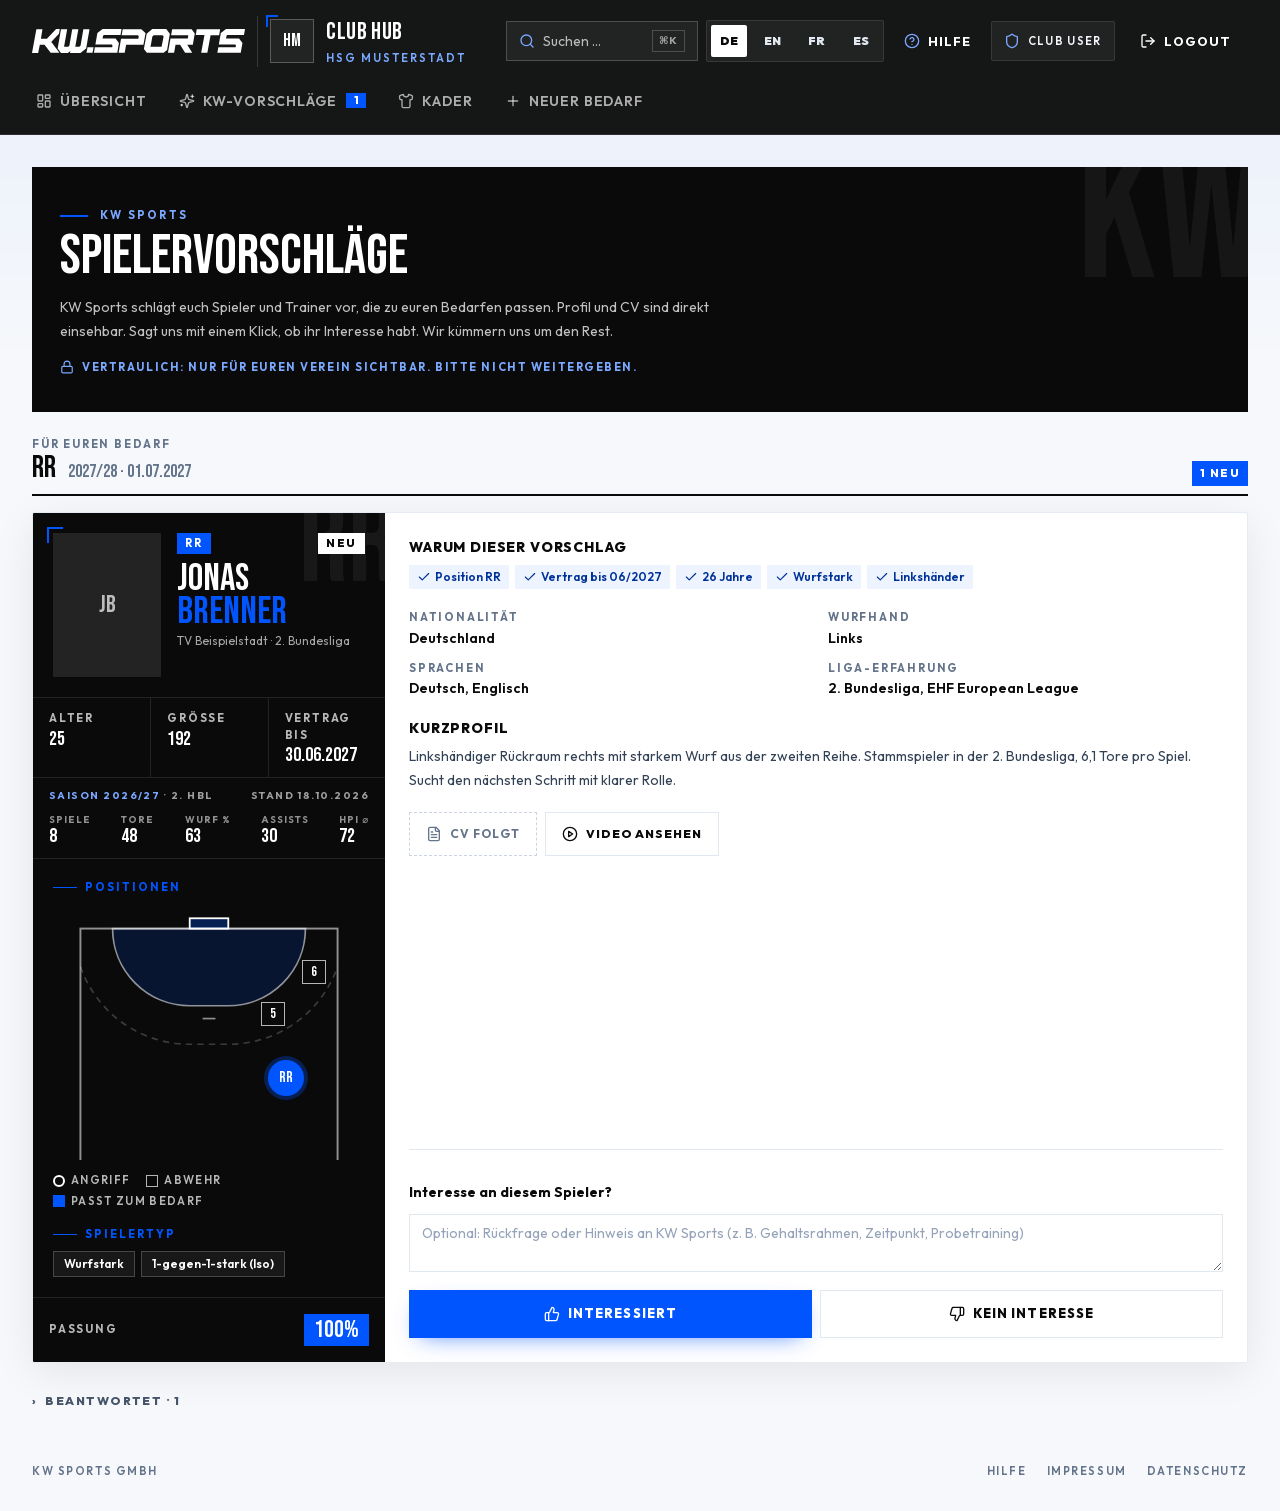 KW.SPORTS
HM
CLUB HUB
HSG MUSTERSTADT
Suchen ...
⌘K
DE EN FR ES
HILFE
CLUB USER
LOGOUT
ÜBERSICHT
KW-VORSCHLÄGE 1
KADER
NEUER BEDARF
KW
KW SPORTS
SPIELERVORSCHLÄGE
KW Sports schlägt euch Spieler und Trainer vor, die zu euren Bedarfen passen. Profil und CV sind direkt
einsehbar. Sagt uns mit einem Klick, ob ihr Interesse habt. Wir kümmern uns um den Rest.
VERTRAULICH: NUR FÜR EUREN VEREIN SICHTBAR. BITTE NICHT WEITERGEBEN.
FÜR EUREN BEDARF
RR 2027/28 · 01.07.2027
1 NEU
RR
JB
RR
NEU
JONAS
BRENNER
TV Beispielstadt · 2. Bundesliga
ALTER
25
GRÖSSE
192
VERTRAG
BIS
30.06.2027
SAISON 2026/27 · 2. HBL
STAND 18.10.2026
SPIELE TORE WURF % ASSISTS HPI ⌀
8 48 63 30 72
POSITIONEN
6
5
RR
ANGRIFF ABWEHR
PASST ZUM BEDARF
SPIELERTYP
Wurfstark 1-gegen-1-stark (Iso)
PASSUNG 100%
WARUM DIESER VORSCHLAG
Position RR Vertrag bis 06/2027 26 Jahre Wurfstark Linkshänder
NATIONALITÄT
Deutschland
WURFHAND
Links
SPRACHEN
Deutsch, Englisch
LIGA-ERFAHRUNG
2. Bundesliga, EHF European League
KURZPROFIL
Linkshändiger Rückraum rechts mit starkem Wurf aus der zweiten Reihe. Stammspieler in der 2. Bundesliga, 6,1 Tore pro Spiel.
Sucht den nächsten Schritt mit klarer Rolle.
CV FOLGT
VIDEO ANSEHEN
Interesse an diesem Spieler?
Optional: Rückfrage oder Hinweis an KW Sports (z. B. Gehaltsrahmen, Zeitpunkt, Probetraining)
INTERESSIERT
KEIN INTERESSE
› BEANTWORTET · 1
KW SPORTS GMBH
HILFE IMPRESSUM DATENSCHUTZ